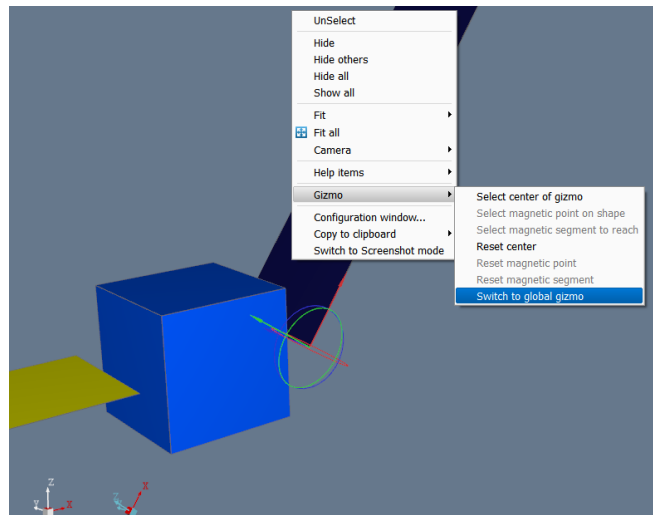 UnSelect
Hide
Hide others
Hide all
Show all
Fit
Fit all
Camera
Help items
Gizmo
Configuration window...
Copy to clipboard
Switch to Screenshot mode
Select center of gizmo
Select magnetic point on shape
Select magnetic segment to reach
Reset center
Reset magnetic point
Reset magnetic segment
Switch to global gizmo
Z
Y X
X